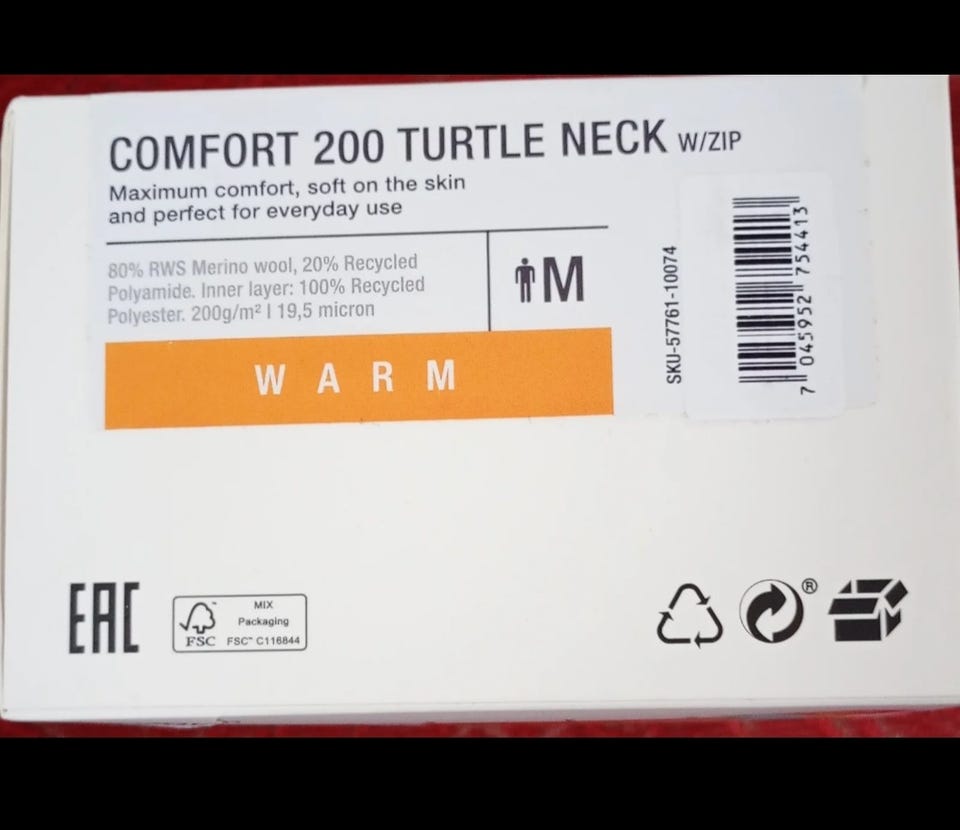 COMFORT 200 TURTLE NECK W/ZIP
Maximum comfort, soft on the skin
and perfect for everyday use
80% RWS Merino wool, 20% Recycled
Polyamide. Inner layer: 100% Recycled
Polyester. 200g/m² | 19,5 micron
M
WARM
SKU-57761-10074
7 045952 754413
EAC
FSC™
MIX
Packaging
FSC™ C116844
®